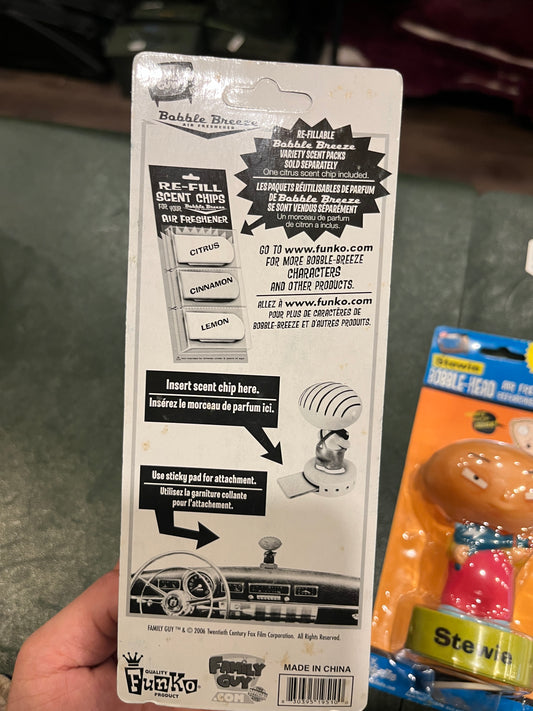 Bobble Breeze
AIR FRESHENER
RE-FILLABLE
Bobble Breeze
VARIETY SCENT PACKS
SOLD SEPARATELY
One citrus scent chip included.
LES PAQUETS RÉUTILISABLES DE PARFUM
DE Bobble Breeze
SE SONT VENDUS SÉPARÉMENT
Un morceau de parfum
de citron a inclus.
RE-FILL
SCENT CHIPS
FOR YOUR Bobble Breeze
AIR FRESHENER
CITRUS
CINNAMON
LEMON
GO TO www.funko.com
FOR MORE BOBBLE-BREEZE
CHARACTERS
AND OTHER PRODUCTS.
ALLEZ À www.funko.com
POUR PLUS DE CARACTÈRES DE
BOBBLE-BREEZE ET D'AUTRES PRODUITS.
Insert scent chip here.
Insérez le morceau de parfum ici.
Use sticky pad for attachment.
Utilisez la garniture collante
pour l'attachement.
FAMILY GUY ™ & © 2006 Twentieth Century Fox Film Corporation. All Rights Reserved.
QUALITY
FUNKO
PRODUCT
FAMILY
GUY
.COM
MADE IN CHINA
8 30395 19510
Stewie
BOBBLE-HEAD AIR FRE
Stewie